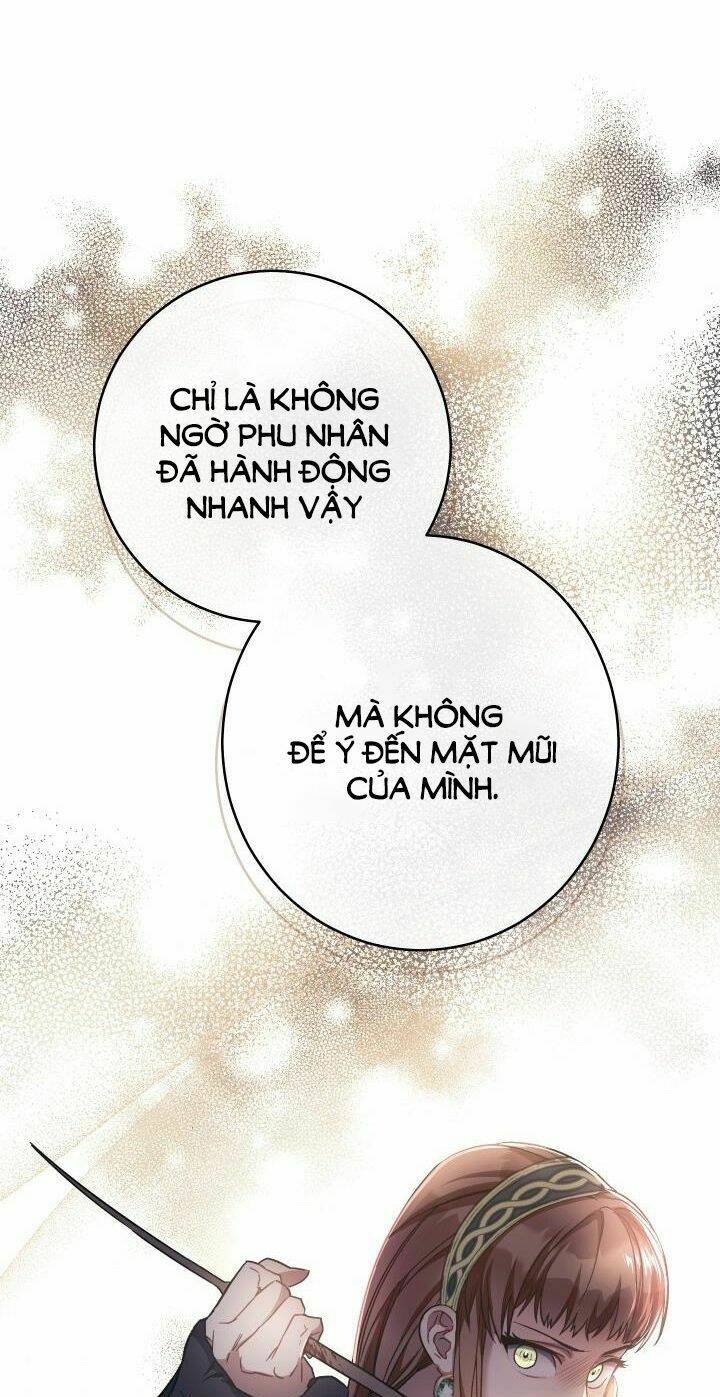 CHỈ LÀ KHÔNG
NGỜ PHU NHÂN
ĐÃ HÀNH ĐỘNG
NHANH VẬY
MÀ KHÔNG
ĐỂ Ý ĐẾN MẶT MŨI
CỦA MÌNH.